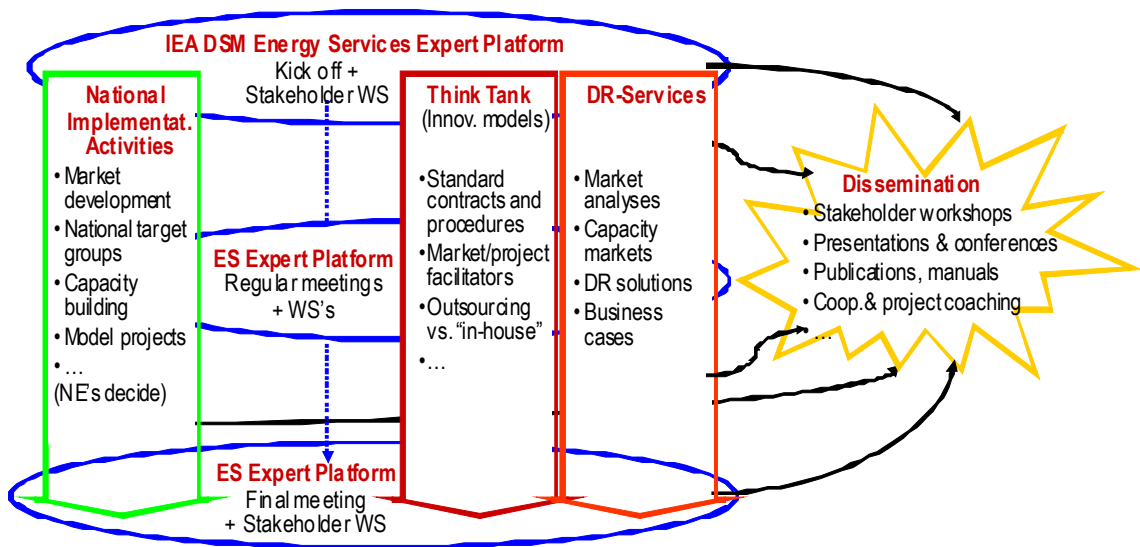 IEA DSM Energy Services Expert Platform
Kick off +
Stakeholder WS
National
Implementat.
Activities
• Market
development
• National target
groups
• Capacity
building
• Model projects
• …
(NE's decide)
ES Expert Platform
Regular meetings
+ WS's
ES Expert Platform
Final meeting
+ Stakeholder WS
Think Tank
(Innov. models)
• Standard
contracts and
procedures
• Market/project
facilitators
• Outsourcing
vs. “in-house”
• …
DR-Services
• Market
analyses
• Capacity
markets
• DR solutions
• Business
cases
Dissemination
• Stakeholder workshops
• Presentations & conferences
• Publications, manuals
• Coop.& project coaching
• …